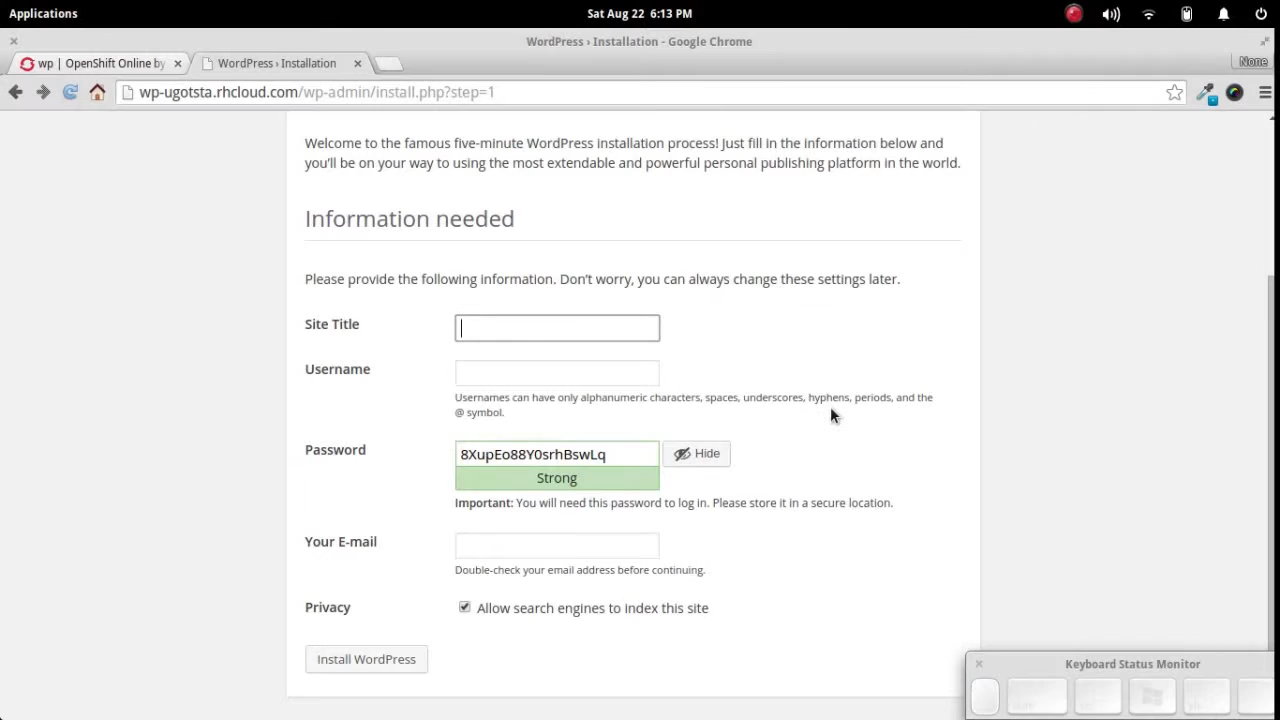 Applications
Sat Aug 22 6:13 PM
WordPress › Installation - Google Chrome
wp | OpenShift Online by
WordPress › Installation
None
wp-ugotsta.rhcloud.com/wp-admin/install.php?step=1
Welcome to the famous five-minute WordPress installation process! Just fill in the information below and
you’ll be on your way to using the most extendable and powerful personal publishing platform in the world.
Information needed
Please provide the following information. Don’t worry, you can always change these settings later.
Site Title
Username
Usernames can have only alphanumeric characters, spaces, underscores, hyphens, periods, and the
@ symbol.
Password
8XupEo88Y0srhBswLq
Hide
Strong
Important: You will need this password to log in. Please store it in a secure location.
Your E-mail
Double-check your email address before continuing.
Privacy
Allow search engines to index this site
Install WordPress
Keyboard Status Monitor